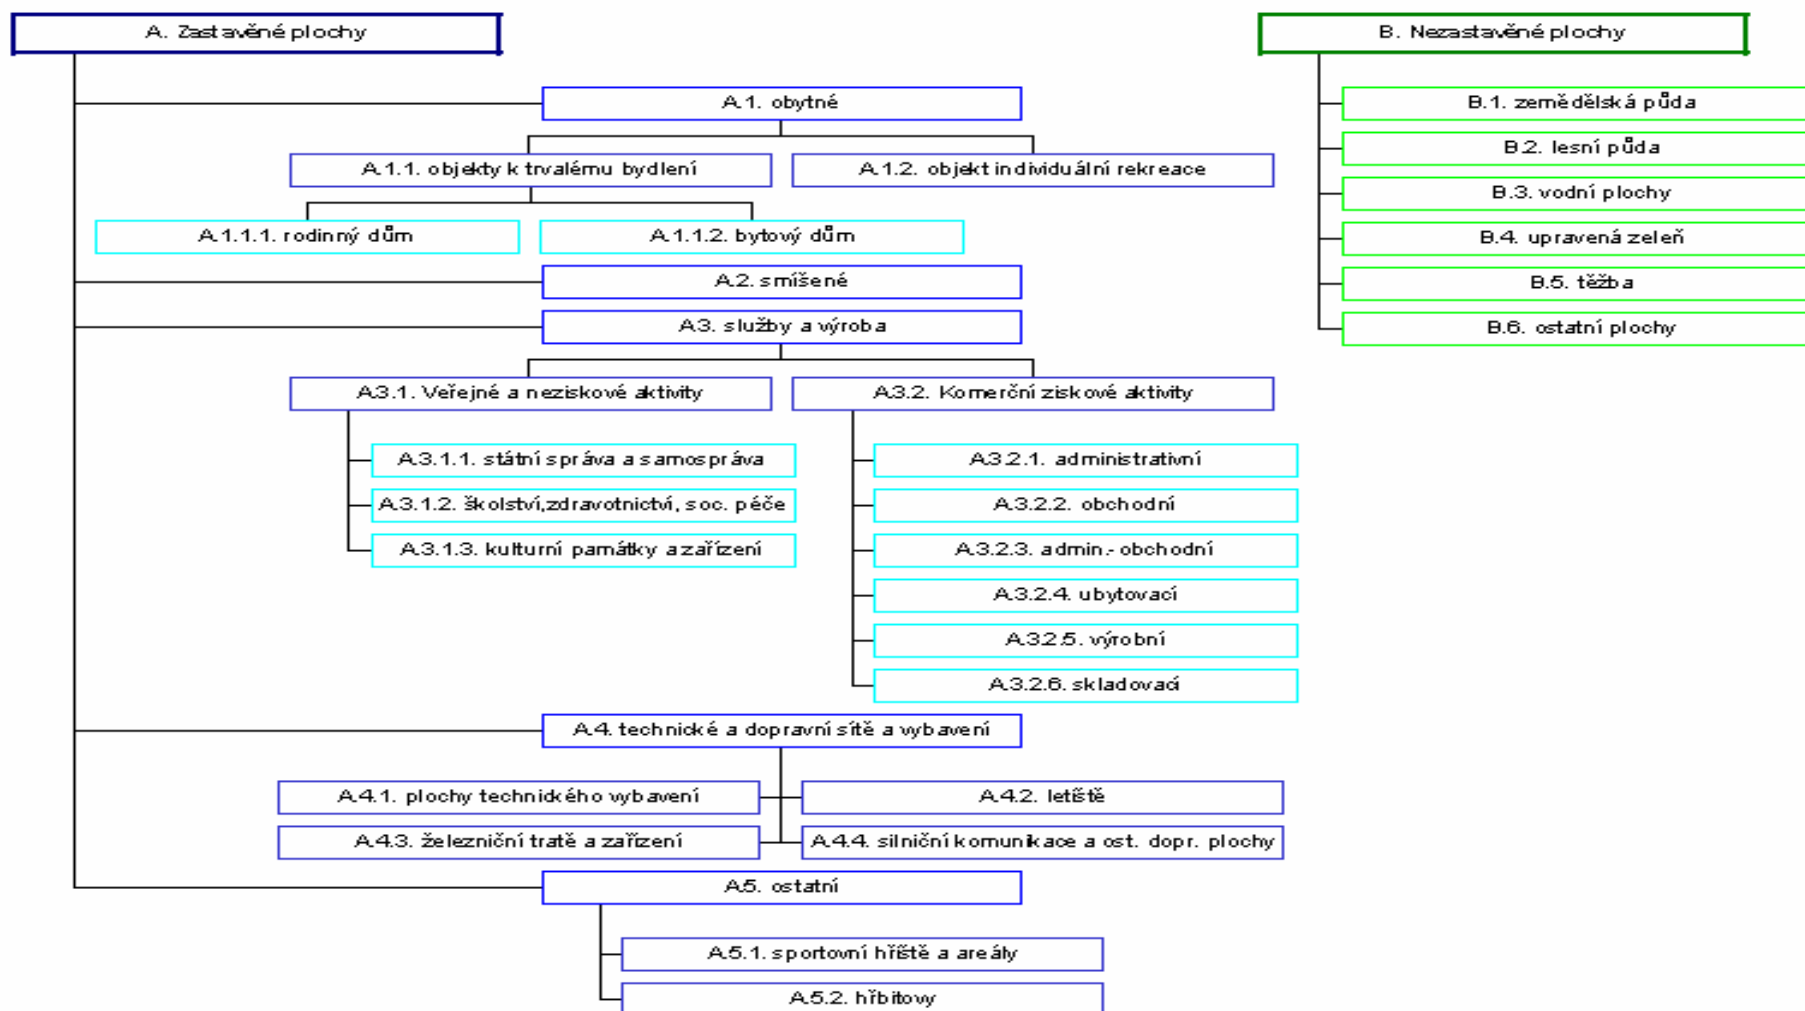 A. Zastavěné plochy
B. Nezastavěné plochy
A.1. obytné
B.1. zemědělská půda
B.2. lesní půda
A.1.1. objekty k trvalému bydlení
A.1.2. objekt individuální rekreace
B.3. vodní plochy
A.1.1.1. rodinný dům
A.1.1.2. bytový dům
B.4. upravená zeleň
A.2. smíšené
B.5. těžba
A.3. služby a výroba
B.6. ostatní plochy
A.3.1. Veřejné a neziskové aktivity
A.3.2. Komerční ziskové aktivity
A.3.1.1. státní správa a samospráva
A.3.2.1. administrativní
A.3.1.2. školství,zdravotnictví, soc. péče
A.3.2.2. obchodní
A.3.1.3. kulturní památky a zařízení
A.3.2.3. admin.- obchodní
A.3.2.4. ubytovací
A.3.2.5. výrobní
A.3.2.6. skladovací
A.4. technické a dopravní sítě a vybavení
A.4.1. plochy technického vybavení
A.4.2. letiště
A.4.3. železniční tratě a zařízení
A.4.4. silniční komunikace a ost. dopr. plochy
A.5. ostatní
A.5.1. sportovní hřiště a areály
A.5.2. hřbitovy